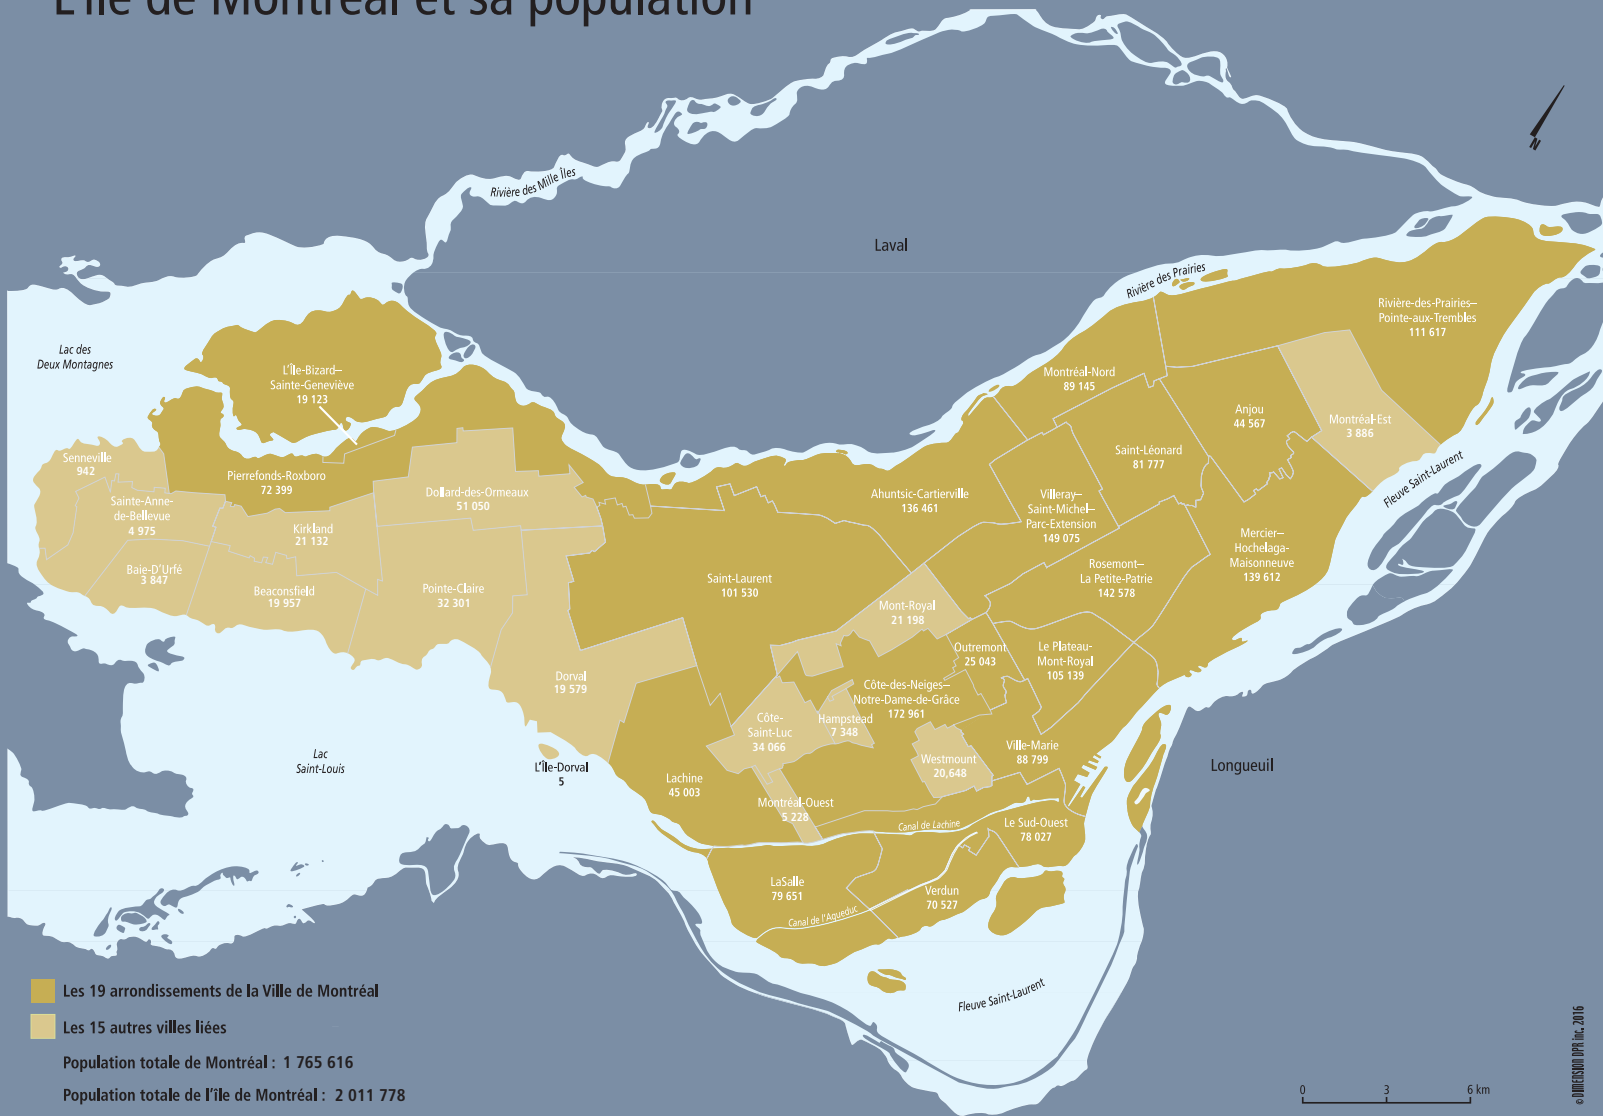 L'île de Montréal et sa population
N
Rivière des Mille Îles
Laval
Rivière des Prairies
Rivière-des-Prairies–
Pointe-aux-Trembles
111 617
Lac des
Deux Montagnes
L'Île-Bizard–
Sainte-Geneviève
19 123
Montréal-Nord
89 145
Anjou
44 567
Montréal-Est
3 886
Senneville
942
Pierrefonds-Roxboro
72 399
Saint-Léonard
81 777
Fleuve Saint-Laurent
Sainte-Anne-
de-Bellevue
4 975
Dollard-des-Ormeaux
51 050
Ahuntsic-Cartierville
136 461
Villeray–
Saint-Michel–
Parc-Extension
149 075
Kirkland
21 132
Mercier–
Hochelaga-
Maisonneuve
139 612
Baie-D'Urfé
3 847
Beaconsfield
19 957
Pointe-Claire
32 301
Saint-Laurent
101 530
Rosemont–
La Petite-Patrie
142 578
Mont-Royal
21 198
Outremont
25 043
Le Plateau-
Mont-Royal
105 139
Dorval
19 579
Côte-des-Neiges–
Notre-Dame-de-Grâce
172 961
Côte-
Saint-Luc
34 066
Hampstead
7 348
Lac
Saint-Louis
L'Île-Dorval
5
Lachine
45 003
Westmount
20,648
Ville-Marie
88 799
Longueuil
Montréal-Ouest
5 228
Canal de Lachine
Le Sud-Ouest
78 027
LaSalle
79 651
Verdun
70 527
Canal de l'Aqueduc
Fleuve Saint-Laurent
Les 19 arrondissements de la Ville de Montréal
Les 15 autres villes liées
Population totale de Montréal : 1 765 616
Population totale de l'île de Montréal : 2 011 778
0 3 6 km
© DIMENSION DPR inc. 2016